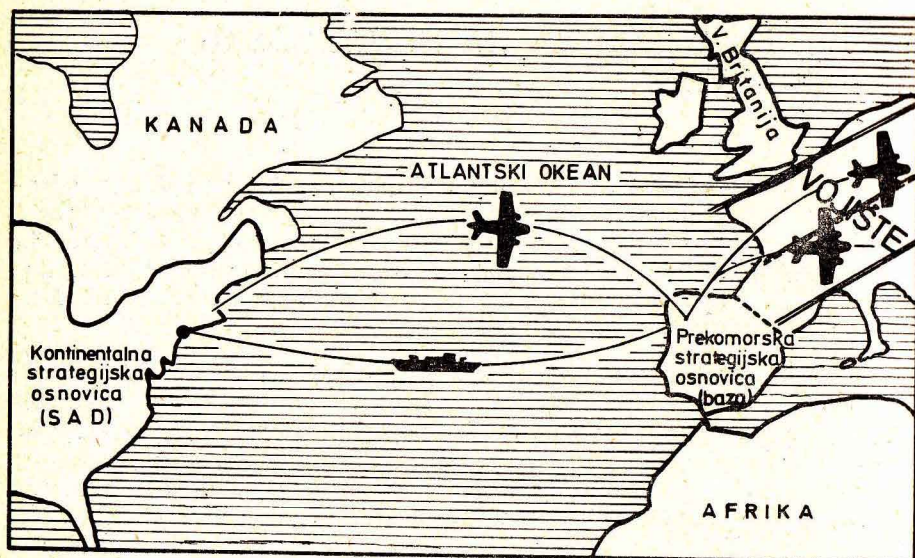 KANADA
V. Britanija
ATLANTSKI OKEAN
VOJIŠTE
Kontinentalna
strategijska
osnovica
(SAD)
Prekomorska
strategijska
osnovica
(baza)
AFRIKA